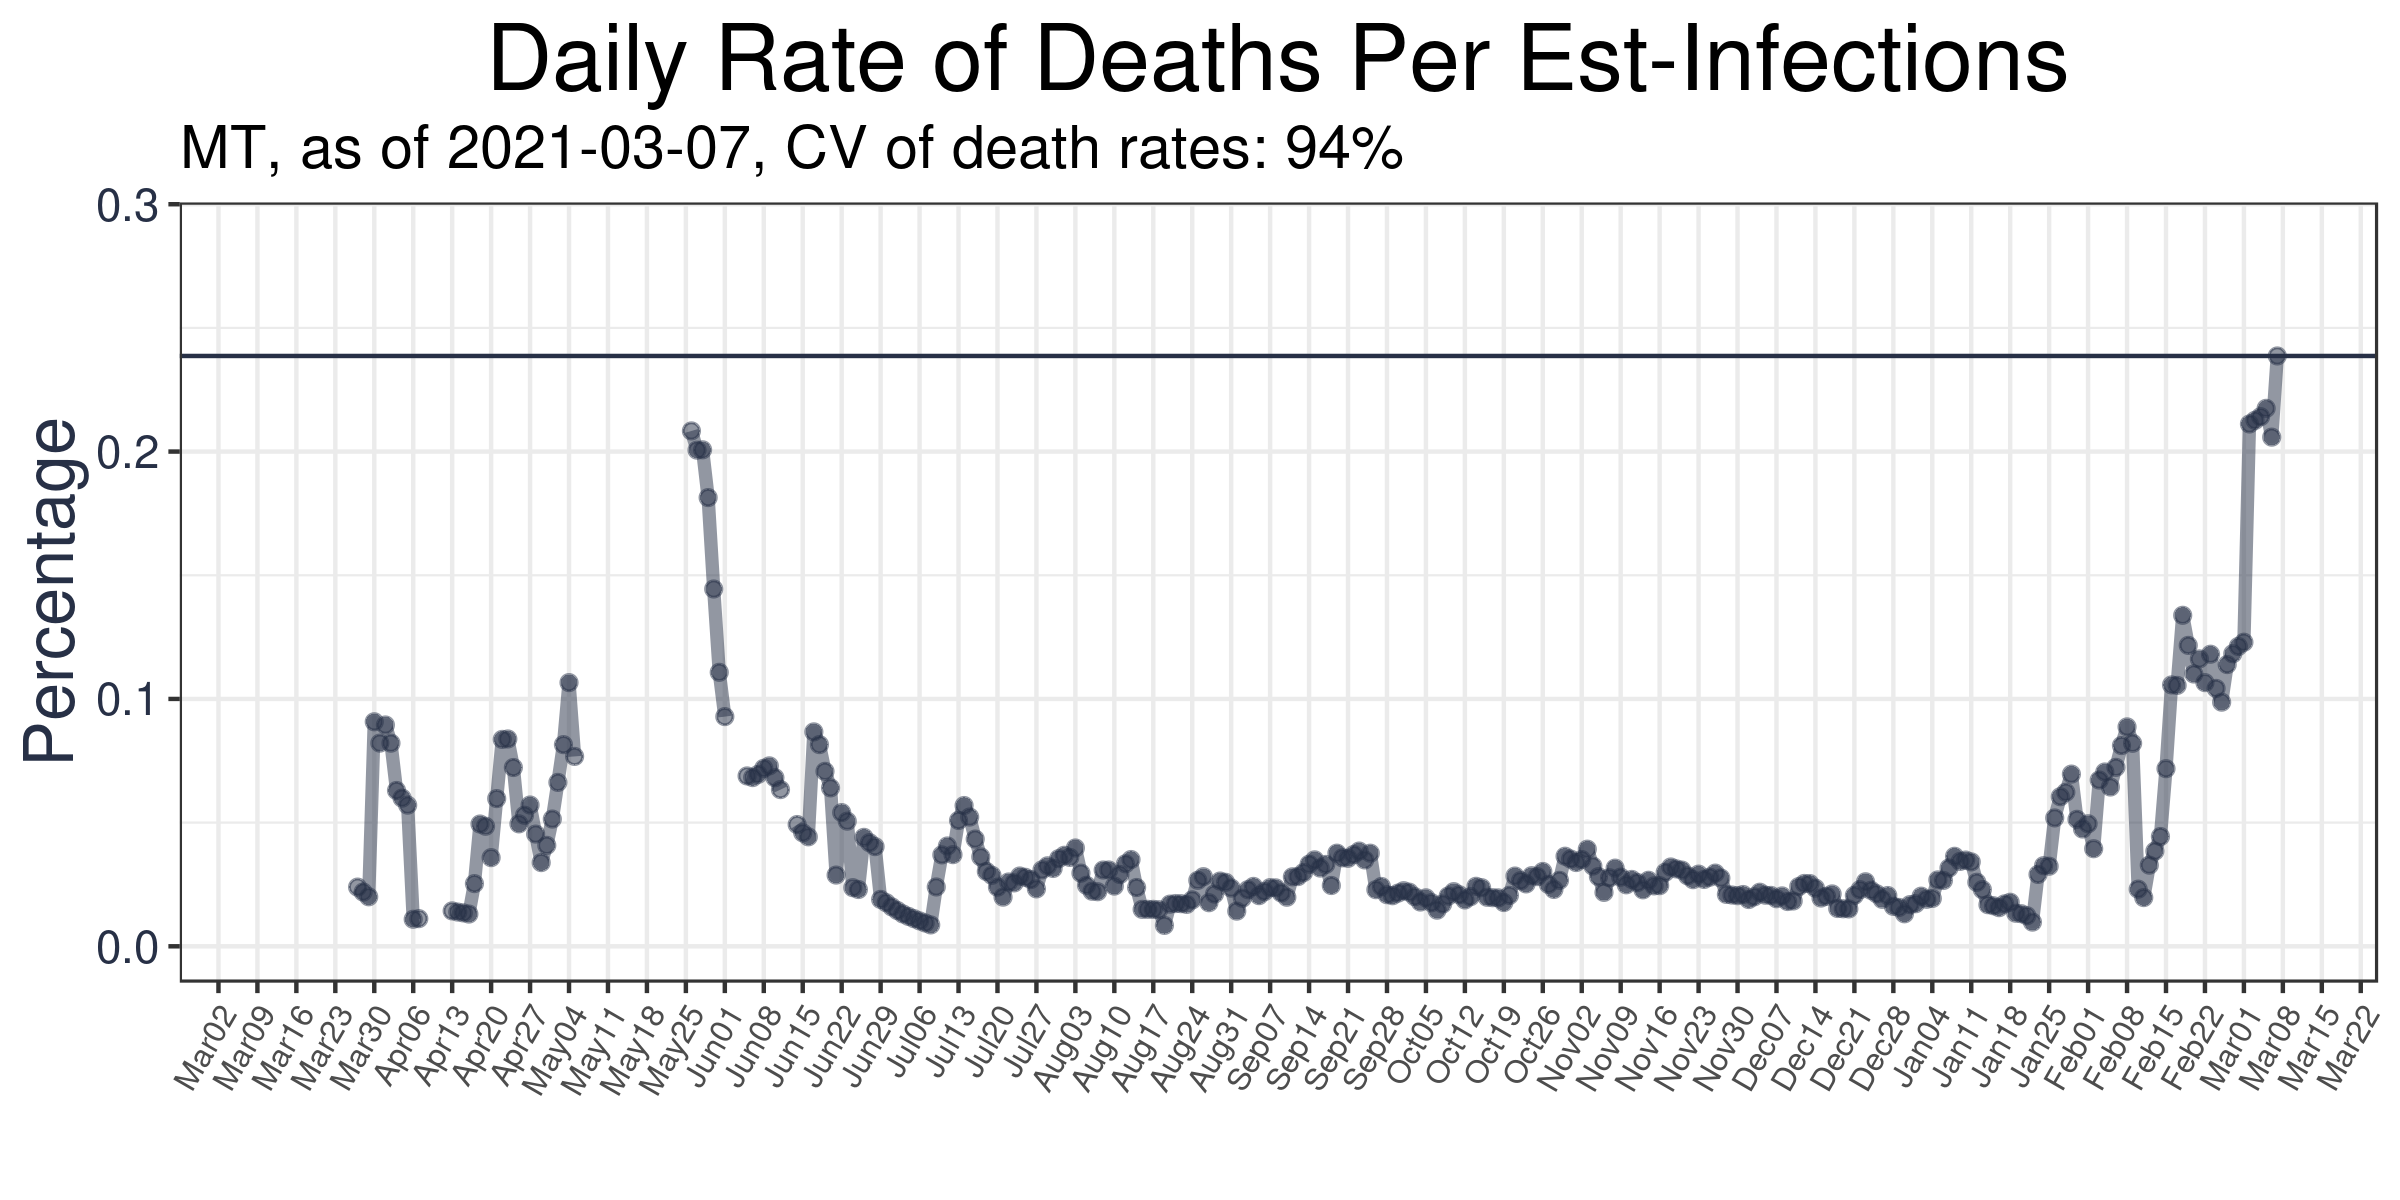 Daily Rate of Deaths Per Est-Infections
MT, as of 2021-03-07, CV of death rates: 94%
Percentage
0.3
0.2
0.1
0.0
Mar02
Mar09
Mar16
Mar23
Mar30
Apr06
Apr13
Apr20
Apr27
May04
May11
May18
May25
Jun01
Jun08
Jun15
Jun22
Jun29
Jul06
Jul13
Jul20
Jul27
Aug03
Aug10
Aug17
Aug24
Aug31
Sep07
Sep14
Sep21
Sep28
Oct05
Oct12
Oct19
Oct26
Nov02
Nov09
Nov16
Nov23
Nov30
Dec07
Dec14
Dec21
Dec28
Jan04
Jan11
Jan18
Jan25
Feb01
Feb08
Feb15
Feb22
Mar01
Mar08
Mar15
Mar22